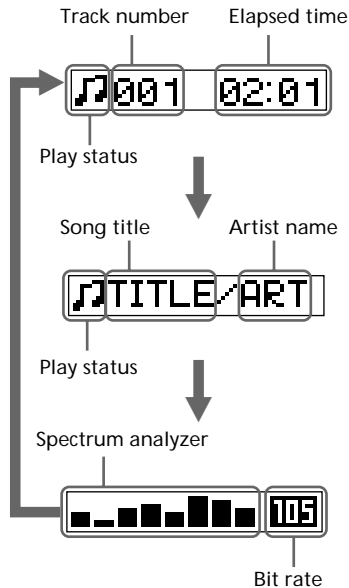 Track number Elapsed time
001 02:01
Play status
Song title Artist name
TITLE/ART
Play status
Spectrum analyzer
105
Bit rate